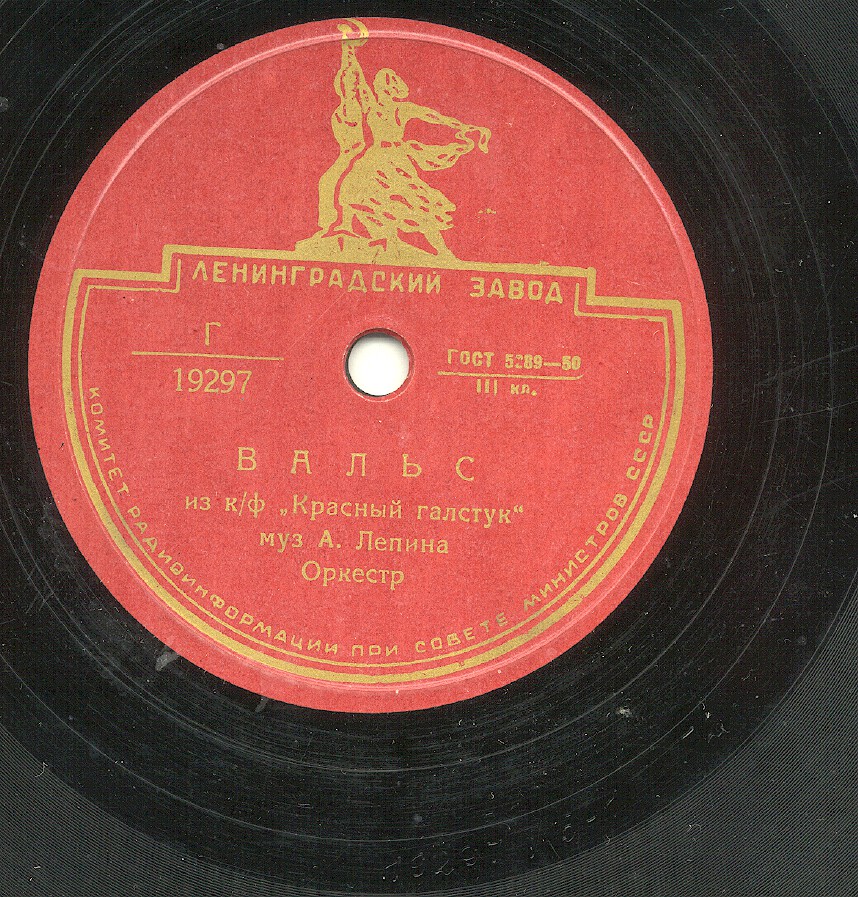 ЛЕНИНГРАДСКИЙ ЗАВОД
Г
19297
ГОСТ 5289—50
III кл.
ВАЛЬС
из к/ф „Красный галстук“
муз А. Лепина
Оркестр
КОМИТЕТ РАДИОИНФОРМАЦИИ ПРИ СОВЕТЕ МИНИСТРОВ СССР